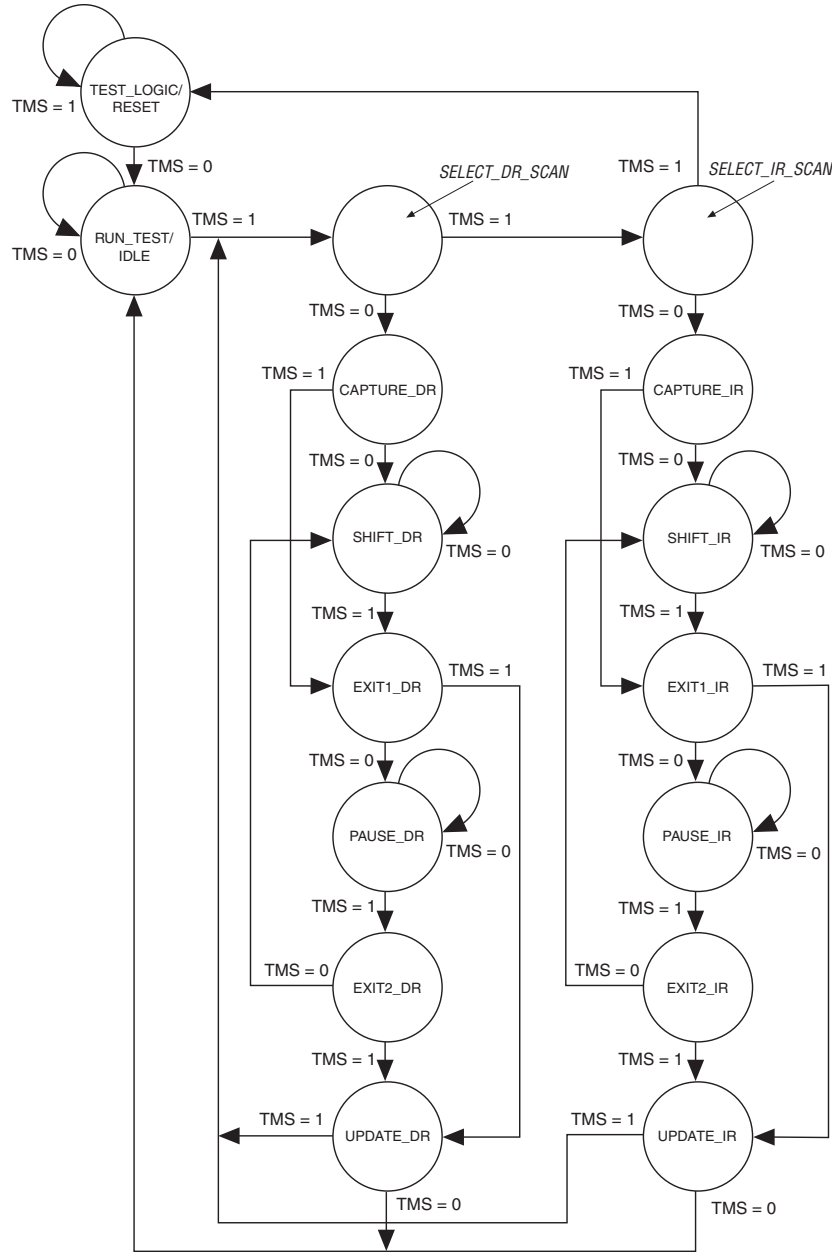 TEST_LOGIC/
RESET
TMS = 1
TMS = 0
SELECT_DR_SCAN
TMS = 1
SELECT_IR_SCAN
TMS = 1
TMS = 1
RUN_TEST/
IDLE
TMS = 0
TMS = 0
TMS = 0
TMS = 1
CAPTURE_DR
TMS = 1
CAPTURE_IR
TMS = 0
TMS = 0
SHIFT_DR
TMS = 0
SHIFT_IR
TMS = 0
TMS = 1
TMS = 1
EXIT1_DR
TMS = 1
EXIT1_IR
TMS = 1
TMS = 0
TMS = 0
PAUSE_DR
TMS = 0
PAUSE_IR
TMS = 0
TMS = 1
TMS = 1
TMS = 0
EXIT2_DR
TMS = 0
EXIT2_IR
TMS = 1
TMS = 1
TMS = 1
UPDATE_DR
TMS = 1
UPDATE_IR
TMS = 0
TMS = 0